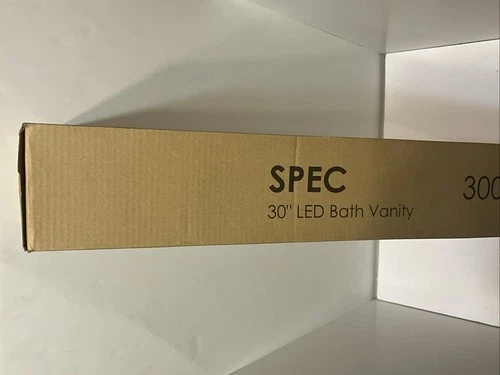 SPEC
30" LED Bath Vanity
300